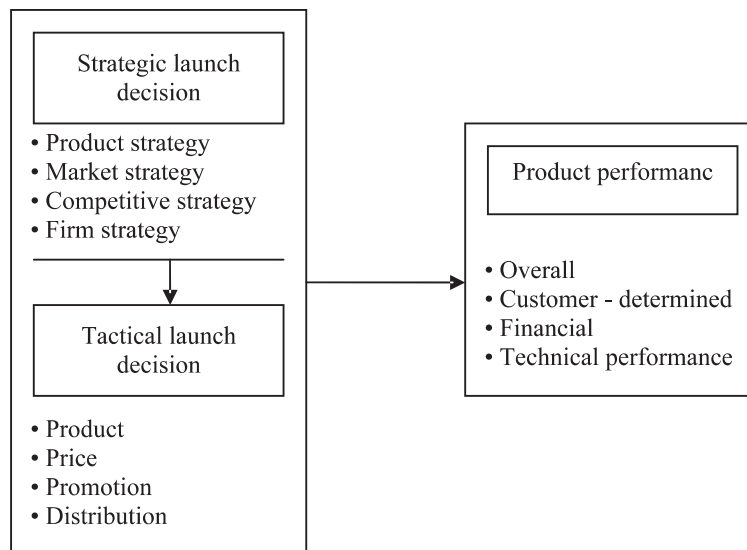 Strategic launch
decision
• Product strategy
• Market strategy
• Competitive strategy
• Firm strategy
Tactical launch
decision
• Product
• Price
• Promotion
• Distribution
Product performanc
• Overall
• Customer - determined
• Financial
• Technical performance